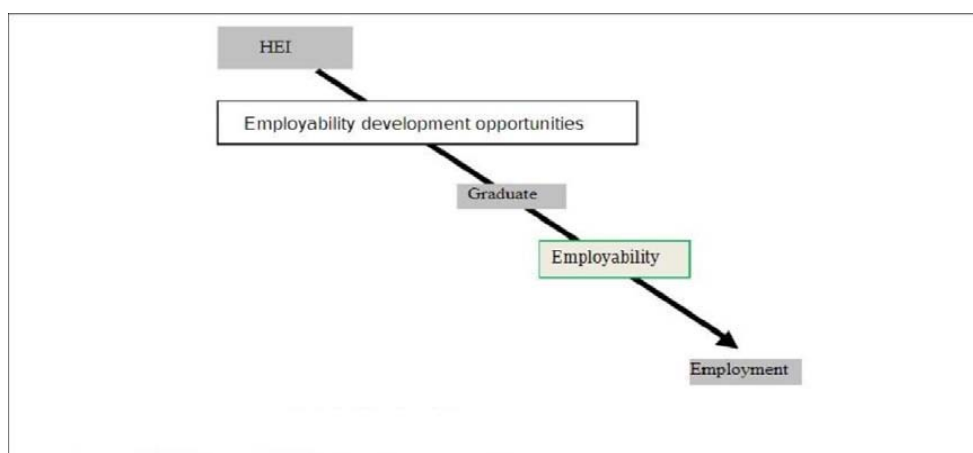 HEI
Employability development opportunities
Graduate
Employability
Employment